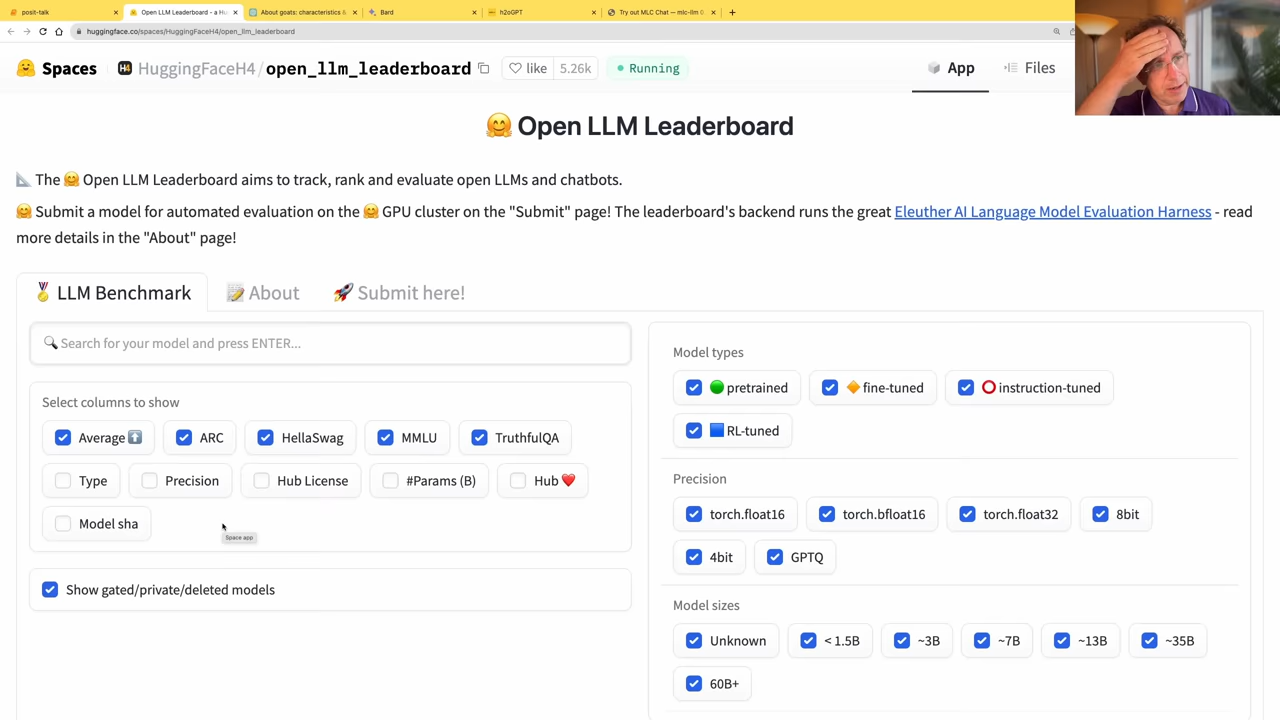 posit-talk
Open LLM Leaderboard - a Hu
About goats: characteristics &
Bard
h2oGPT
Try out MLC Chat — mlc-llm 0
huggingface.co/spaces/HuggingFaceH4/open_llm_leaderboard
Spaces
H4
HuggingFaceH4/open_llm_leaderboard
like
5.26k
Running
App
Files
Open LLM Leaderboard
The 🤗 Open LLM Leaderboard aims to track, rank and evaluate open LLMs and chatbots.
🤗 Submit a model for automated evaluation on the 🤗 GPU cluster on the "Submit" page! The leaderboard's backend runs the great Eleuther AI Language Model Evaluation Harness - read
more details in the "About" page!
LLM Benchmark
About
Submit here!
Search for your model and press ENTER...
Select columns to show
Average
ARC
HellaSwag
MMLU
TruthfulQA
Type
Precision
Hub License
#Params (B)
Hub ❤️
Model sha
Space app
Show gated/private/deleted models
Model types
pretrained
fine-tuned
instruction-tuned
RL-tuned
Precision
torch.float16
torch.bfloat16
torch.float32
8bit
4bit
GPTQ
Model sizes
Unknown
< 1.5B
~3B
~7B
~13B
~35B
60B+